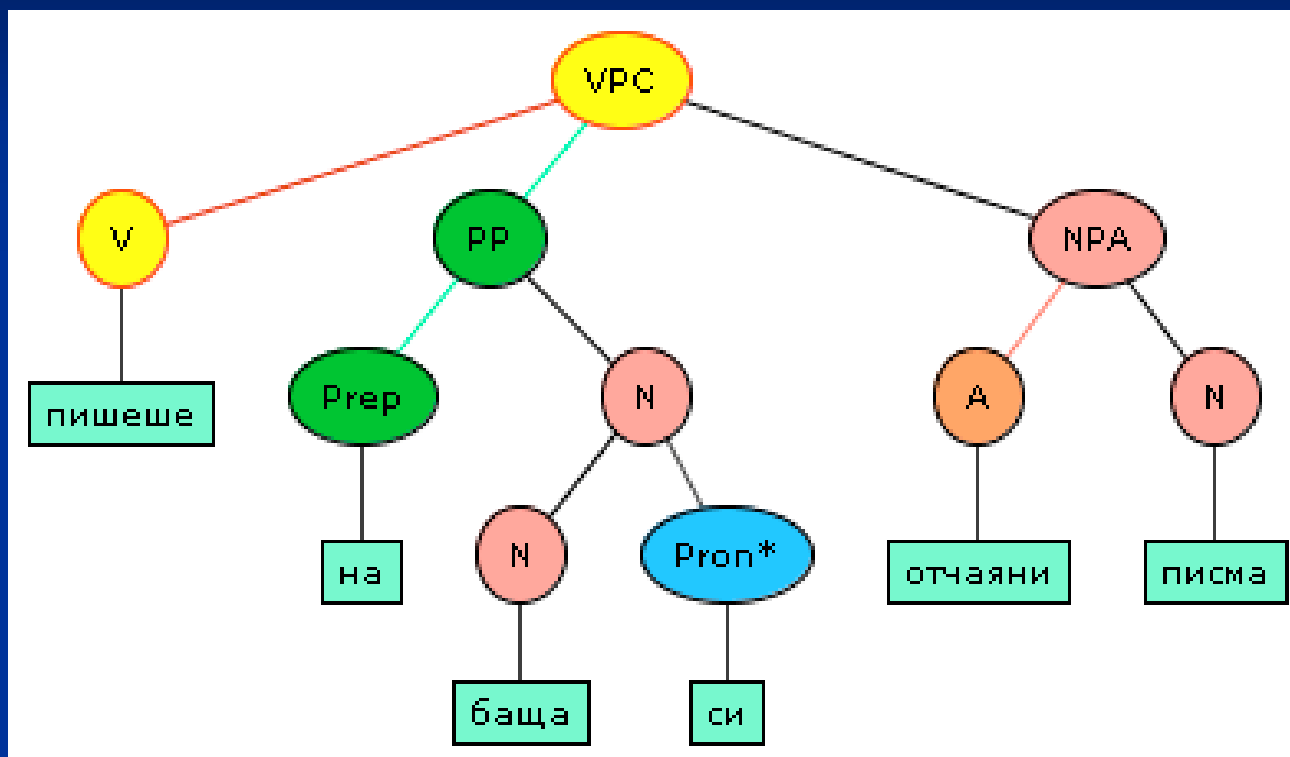 VPC
V PP NPA
пишеше Prep N A N
на N Pron* отчаяни писма
баща си